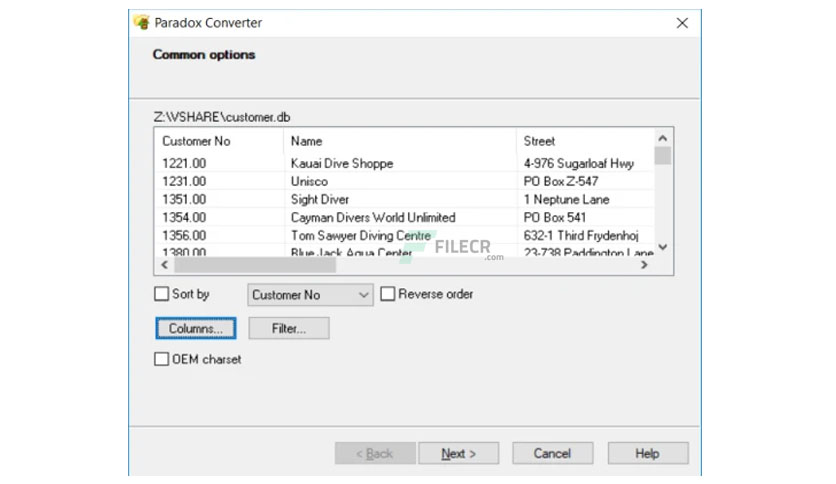 Paradox Converter
Common options
Z:\VSHARE\customer.db
Customer No Name Street
1221.00 Kauai Dive Shoppe 4-976 Sugarloaf Hwy
1231.00 Unisco PO Box Z-547
1351.00 Sight Diver 1 Neptune Lane
1354.00 Cayman Divers World Unlimited PO Box 541
1356.00 Tom Sawyer Diving Centre 632-1 Third Frydenhoj
1380.00 Blue Jack Aqua Center 23-738 Paddington Lane
FILECR
.com
Sort by Customer No Reverse order
Columns... Filter...
OEM charset
< Back Next > Cancel Help